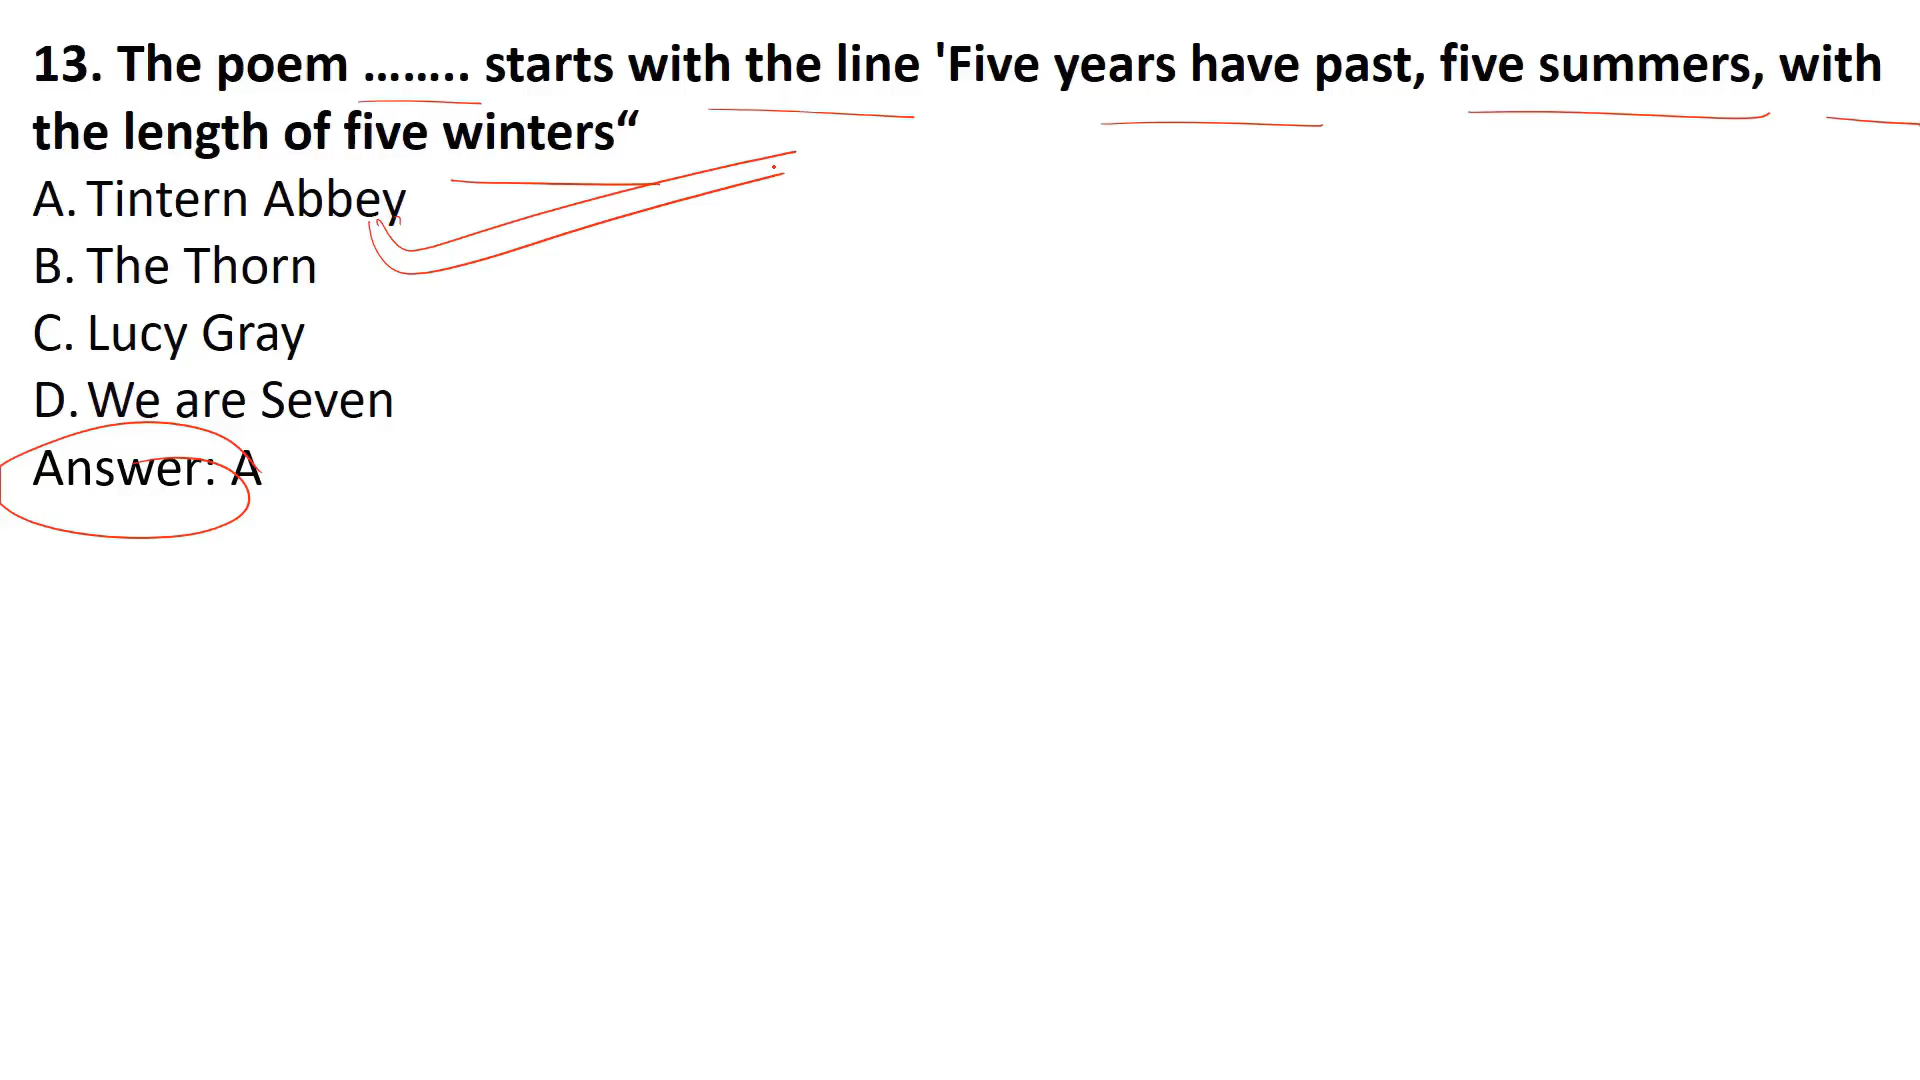 13. The poem …….. starts with the line 'Five years have past, five summers, with
the length of five winters“
A. Tintern Abbey
B. The Thorn
C. Lucy Gray
D. We are Seven
Answer: A